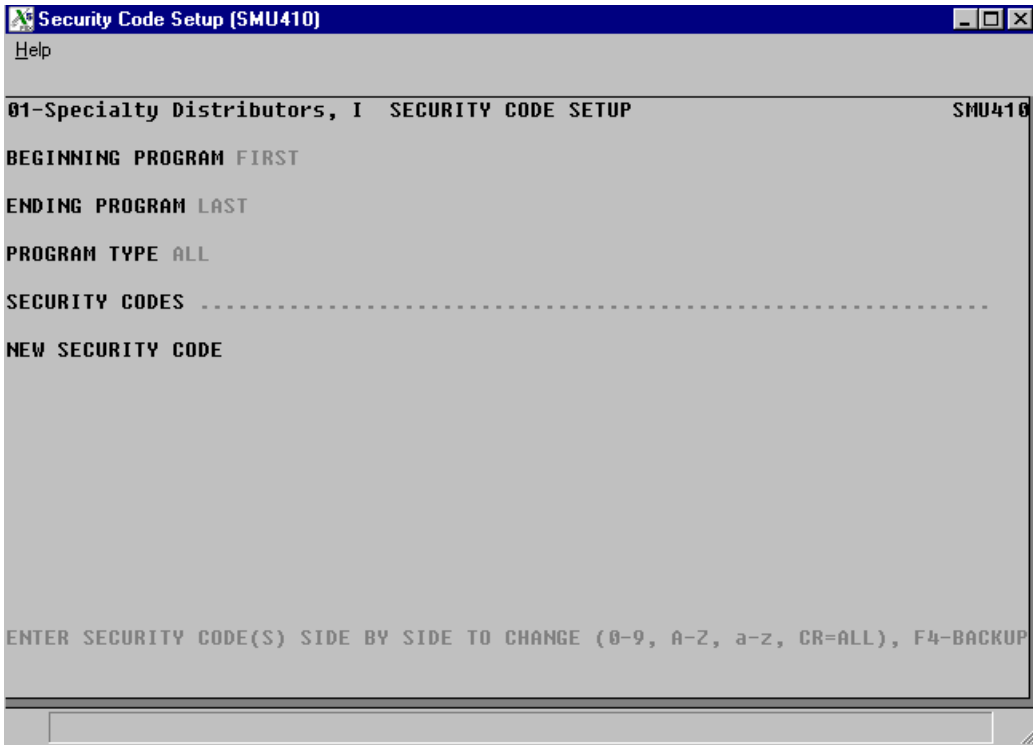 Security Code Setup (SMU410)
Help
01-Specialty Distributors, I SECURITY CODE SETUP SMU410
BEGINNING PROGRAM FIRST
ENDING PROGRAM LAST
PROGRAM TYPE ALL
SECURITY CODES ..............................................................
NEW SECURITY CODE
ENTER SECURITY CODE(S) SIDE BY SIDE TO CHANGE (0-9, A-Z, a-z, CR=ALL), F4-BACKUP